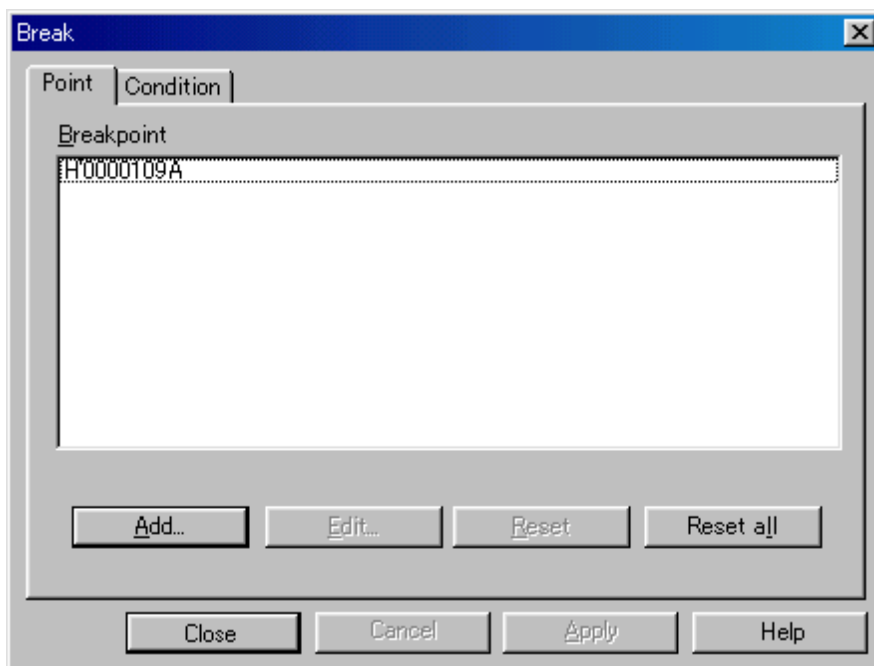 Break
Point Condition
Breakpoint
H'0000109A
Add... Edit... Reset Reset all
Close Cancel Apply Help